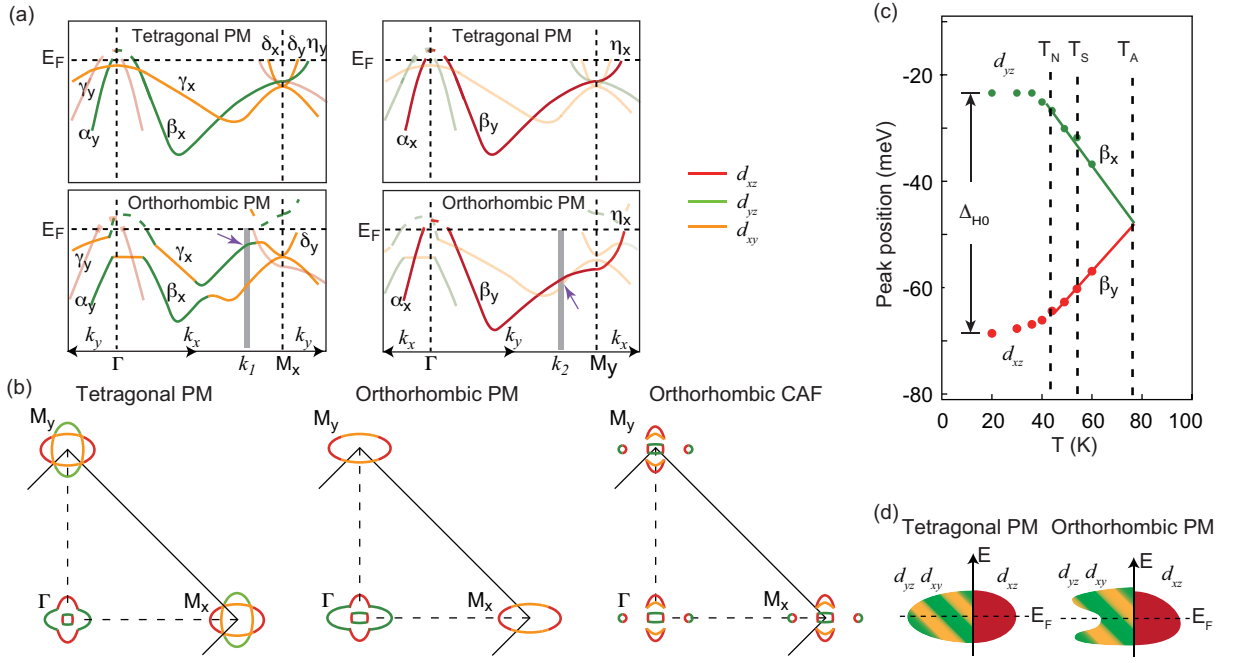 (a)
Tetragonal PM
E_F
δ_x
δ_y
η_x
γ_y
γ_x
α_y
β_x
Tetragonal PM
E_F
α_x
β_y
Orthorhombic PM
E_F
γ_y
γ_x
δ_y
α_y
β_x
k_y
k_x
k_y
Γ
k_1
M_x
Orthorhombic PM
E_F
η_x
α_x
β_y
k_x
k_y
k_x
Γ
k_2
M_y
d_xz
d_yz
d_xy
(b)
Tetragonal PM
M_y
Γ
M_x
Orthorhombic PM
M_y
Γ
M_x
Orthorhombic CAF
M_y
Γ
M_x
(c)
T_N
T_S
T_A
d_yz
β_x
Δ_H0
β_y
d_xz
Peak position (meV)
-20
-40
-60
-80
0
20
40
60
80
100
T (K)
(d)
Tetragonal PM
E
d_yz d_xy
d_xz
E_F
Orthorhombic PM
E
d_yz d_xy
d_xz
E_F